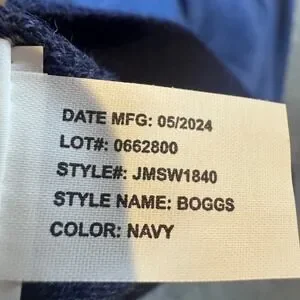 DATE MFG: 05/2024
LOT#: 0662800
STYLE#: JMSW1840
STYLE NAME: BOGGS
COLOR: NAVY